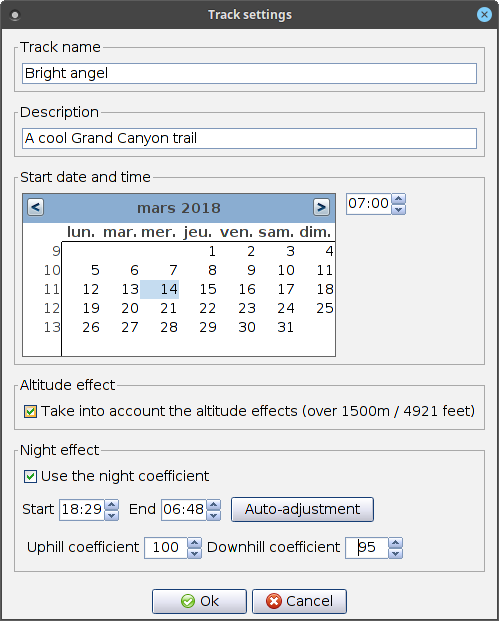 Track settings
Track name
Bright angel
Description
A cool Grand Canyon trail
Start date and time
< mars 2018 > 07:00
lun. mar. mer. jeu. ven. sam. dim.
9 1 2 3 4
10 5 6 7 8 9 10 11
11 12 13 14 15 16 17 18
12 19 20 21 22 23 24 25
13 26 27 28 29 30 31
Altitude effect
Take into account the altitude effects (over 1500m / 4921 feet)
Night effect
Use the night coefficient
Start 18:29 End 06:48 Auto-adjustment
Uphill coefficient 100 Downhill coefficient 95
Ok Cancel